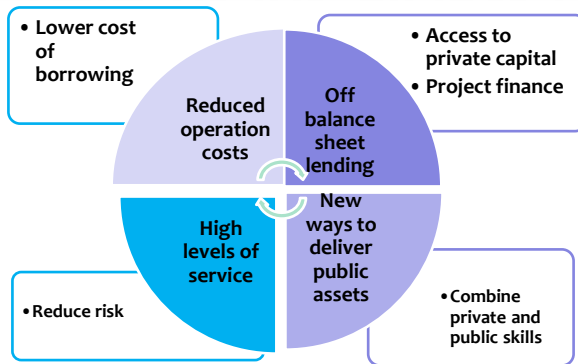 • Lower cost
of
borrowing
• Access to
private capital
• Project finance
Reduced
operation
costs
Off
balance
sheet
lending
High
levels of
service
New
ways to
deliver
public
assets
•Reduce risk
•Combine
private and
public skills